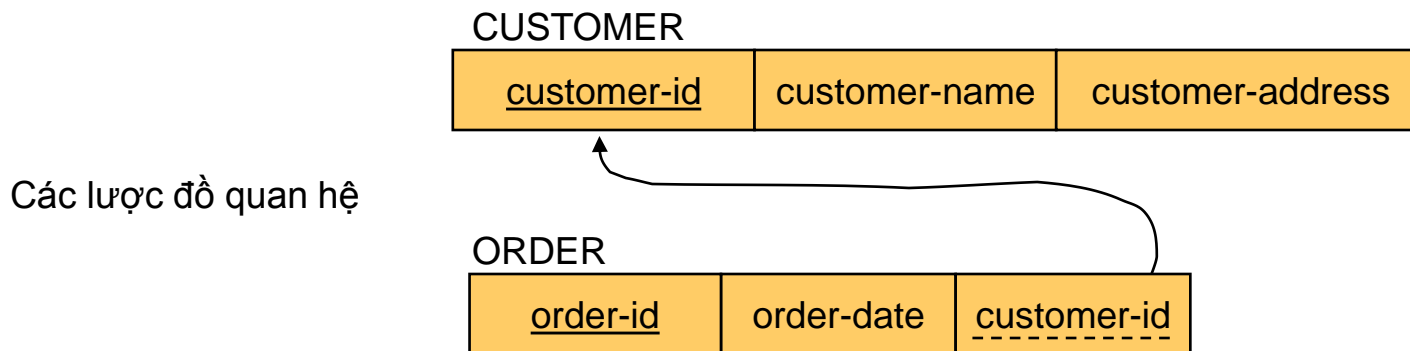 CUSTOMER
customer-id customer-name customer-address
Các lược đồ quan hệ
ORDER
order-id order-date customer-id